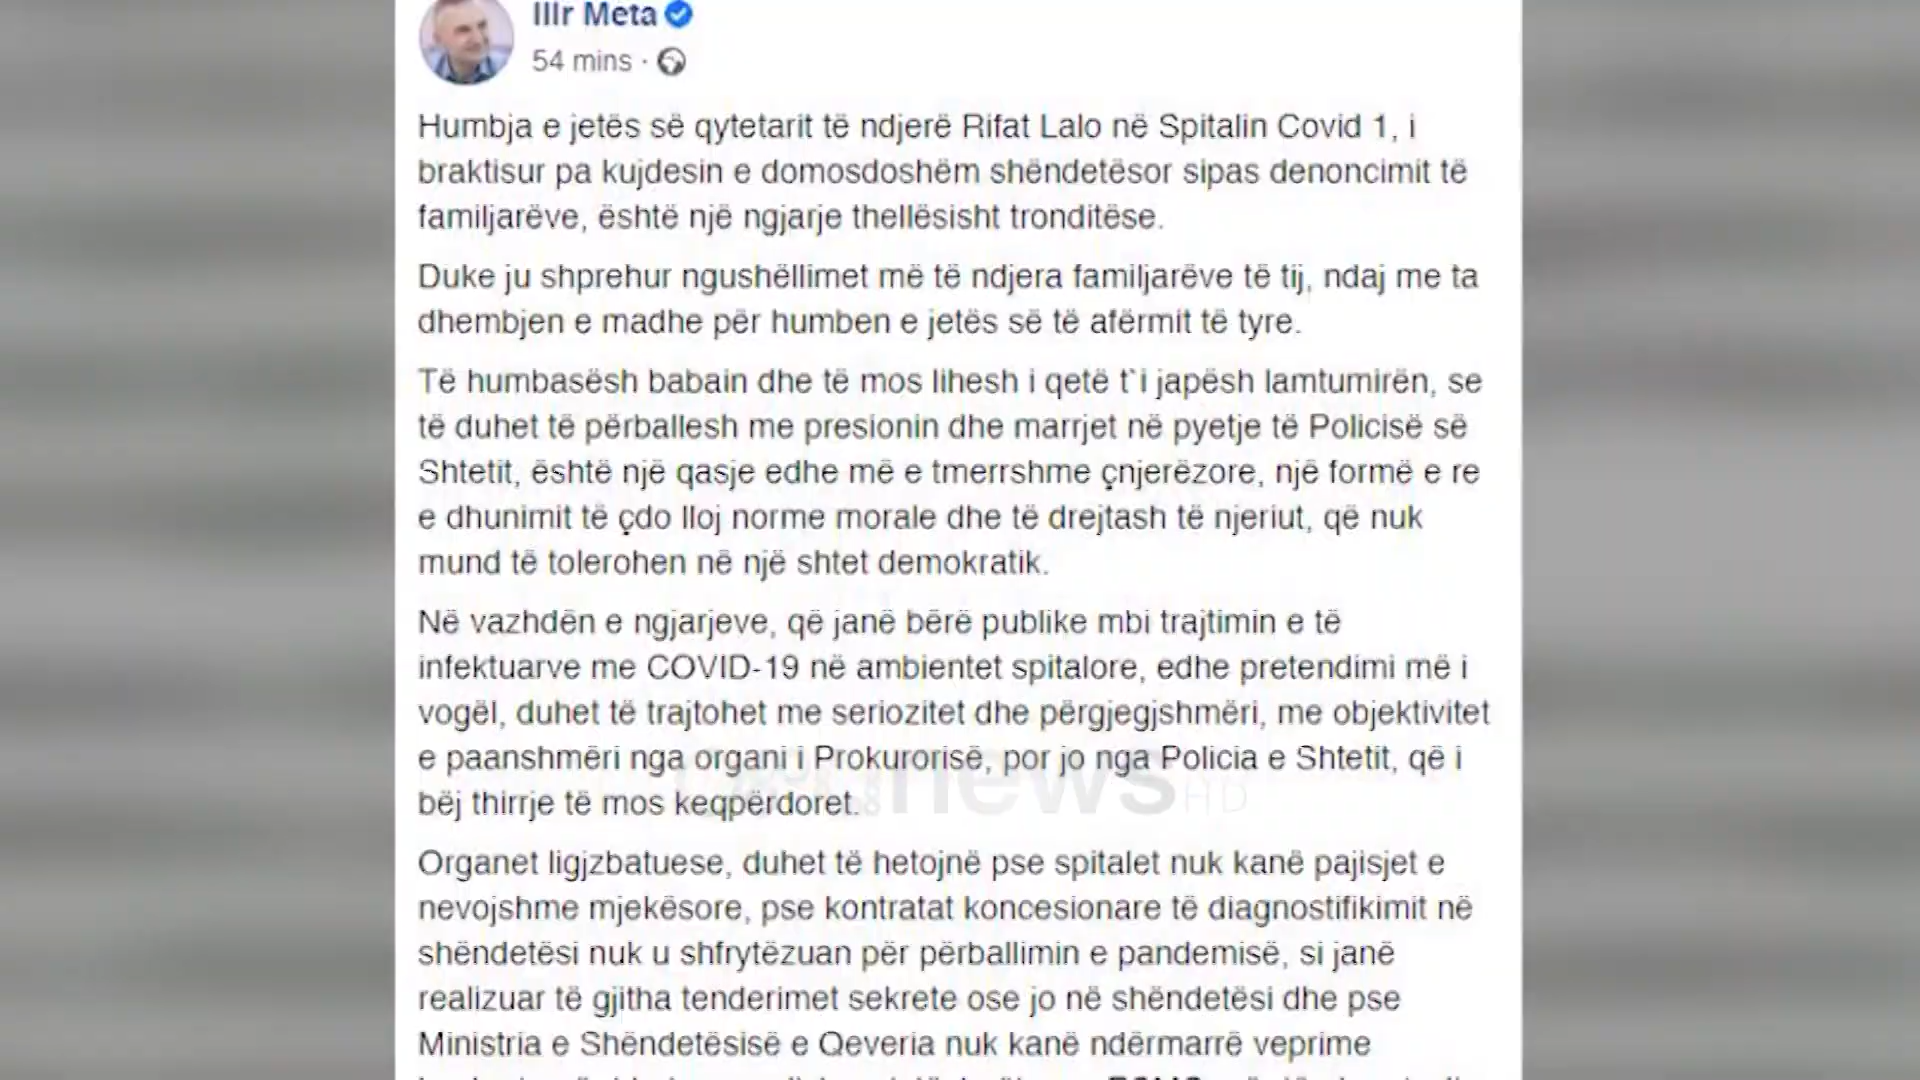 Ilir Meta
54 mins ·
Humbja e jetës së qytetarit të ndjerë Rifat Lalo në Spitalin Covid 1, i
braktisur pa kujdesin e domosdoshëm shëndetësor sipas denoncimit të
familjarëve, është një ngjarje thellësisht tronditëse.
Duke ju shprehur ngushëllimet më të ndjera familjarëve të tij, ndaj me ta
dhembjen e madhe për humben e jetës së të afërmit të tyre.
Të humbasësh babain dhe të mos lihesh i qetë t`i japësh lamtumirën, se
të duhet të përballesh me presionin dhe marrjet në pyetje të Policisë së
Shtetit, është një qasje edhe më e tmerrshme çnjerëzore, një formë e re
e dhunimit të çdo lloj norme morale dhe të drejtash të njeriut, që nuk
mund të tolerohen në një shtet demokratik.
Në vazhdën e ngjarjeve, që janë bërë publike mbi trajtimin e të
infektuarve me COVID-19 në ambientet spitalore, edhe pretendimi më i
vogël, duhet të trajtohet me seriozitet dhe përgjegjshmëri, me objektivitet
e paanshmëri nga organi i Prokurorisë, por jo nga Policia e Shtetit, që i
bëj thirrje të mos keqpërdoret.
news HD
Organet ligjzbatuese, duhet të hetojnë pse spitalet nuk kanë pajisjet e
nevojshme mjekësore, pse kontratat koncesionare të diagnostifikimit në
shëndetësi nuk u shfrytëzuan për përballimin e pandemisë, si janë
realizuar të gjitha tenderimet sekrete ose jo në shëndetësi dhe pse
Ministria e Shëndetësisë e Qeveria nuk kanë ndërmarrë veprime